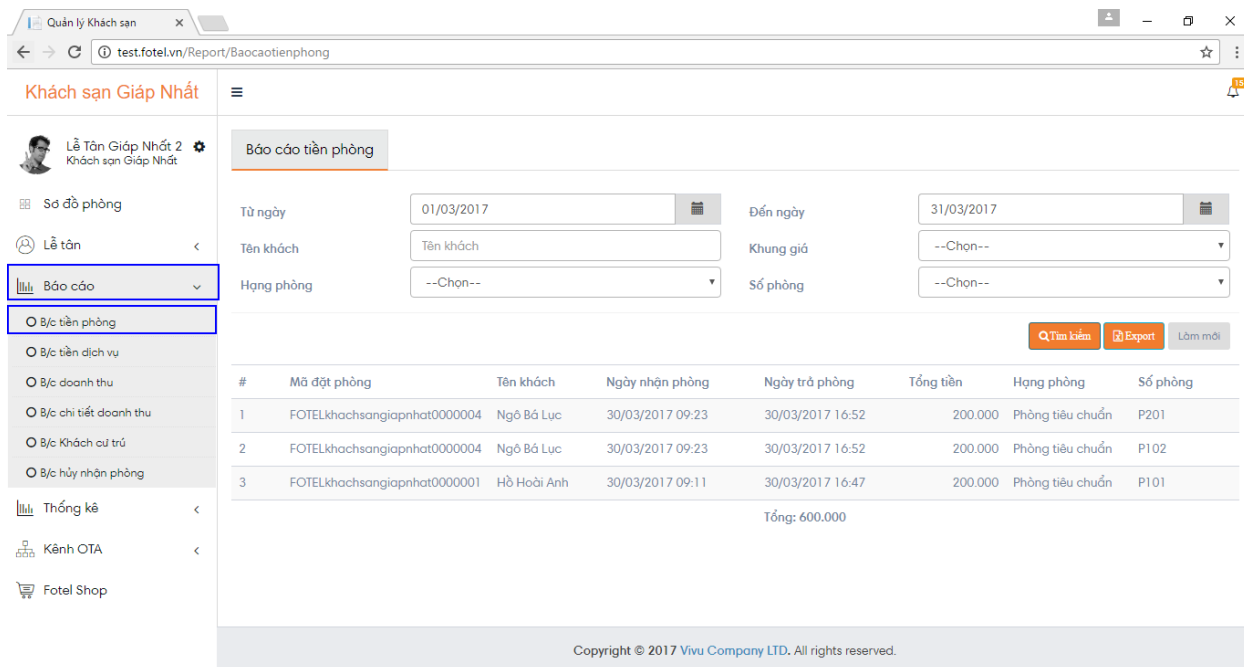 Quản lý Khách sạn
test.fotel.vn/Report/Baocaotienphong
Khách sạn Giáp Nhất
15
Lễ Tân Giáp Nhất 2
Khách sạn Giáp Nhất
Sơ đồ phòng
Lễ tân
Báo cáo
B/c tiền phòng
B/c tiền dịch vụ
B/c doanh thu
B/c chi tiết doanh thu
B/c Khách cư trú
B/c hủy nhận phòng
Thống kê
Kênh OTA
Fotel Shop
Báo cáo tiền phòng
Từ ngày 01/03/2017 Đến ngày 31/03/2017
Tên khách Tên khách Khung giá --Chọn--
Hạng phòng --Chọn-- Số phòng --Chọn--
Tìm kiếm Export Làm mới
# Mã đặt phòng Tên khách Ngày nhận phòng Ngày trả phòng Tổng tiền Hạng phòng Số phòng
1 FOTELkhachsangiapnhat0000004 Ngô Bá Lục 30/03/2017 09:23 30/03/2017 16:52 200.000 Phòng tiêu chuẩn P201
2 FOTELkhachsangiapnhat0000004 Ngô Bá Lục 30/03/2017 09:23 30/03/2017 16:52 200.000 Phòng tiêu chuẩn P102
3 FOTELkhachsangiapnhat0000001 Hồ Hoài Anh 30/03/2017 09:11 30/03/2017 16:47 200.000 Phòng tiêu chuẩn P101
Tổng: 600.000
Copyright © 2017 Vivu Company LTD. All rights reserved.